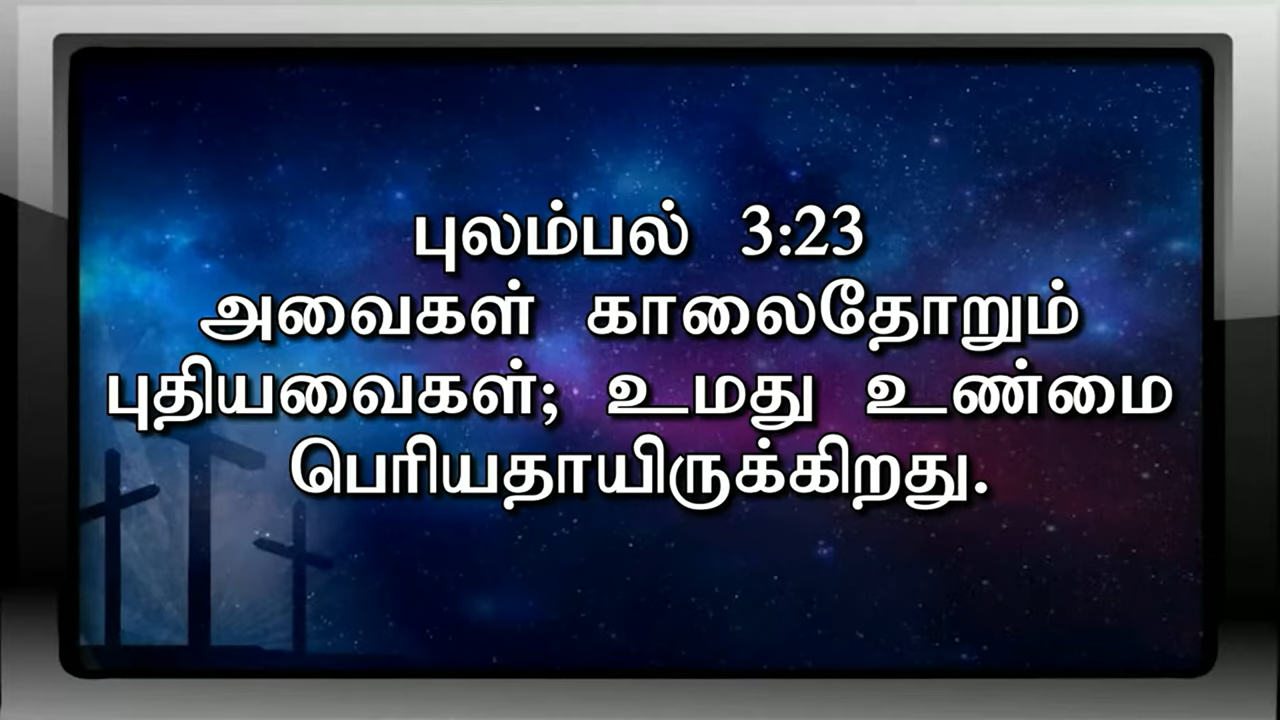 புலம்பல் 3:23
அவைகள் காலைதோறும்
புதியவைகள்; உமது உண்மை
பெரியதாயிருக்கிறது.